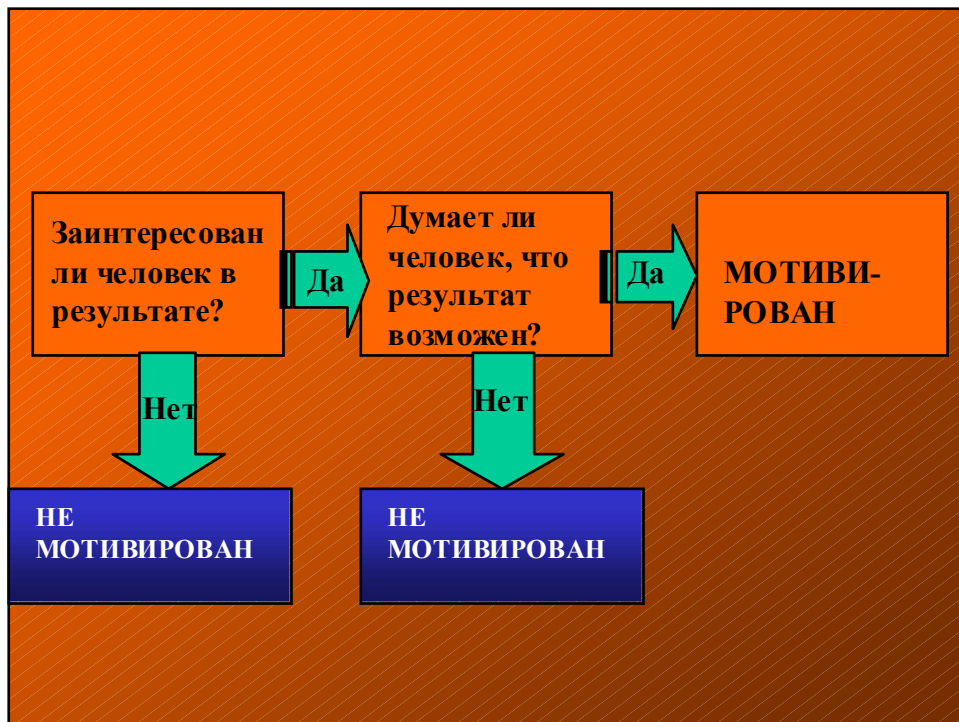 Заинтересован
ли человек в
результате?
Да
Думает ли
человек, что
результат
возможен?
Да
МОТИВИ-
РОВАН
Нет
Нет
НЕ
МОТИВИРОВАН
НЕ
МОТИВИРОВАН